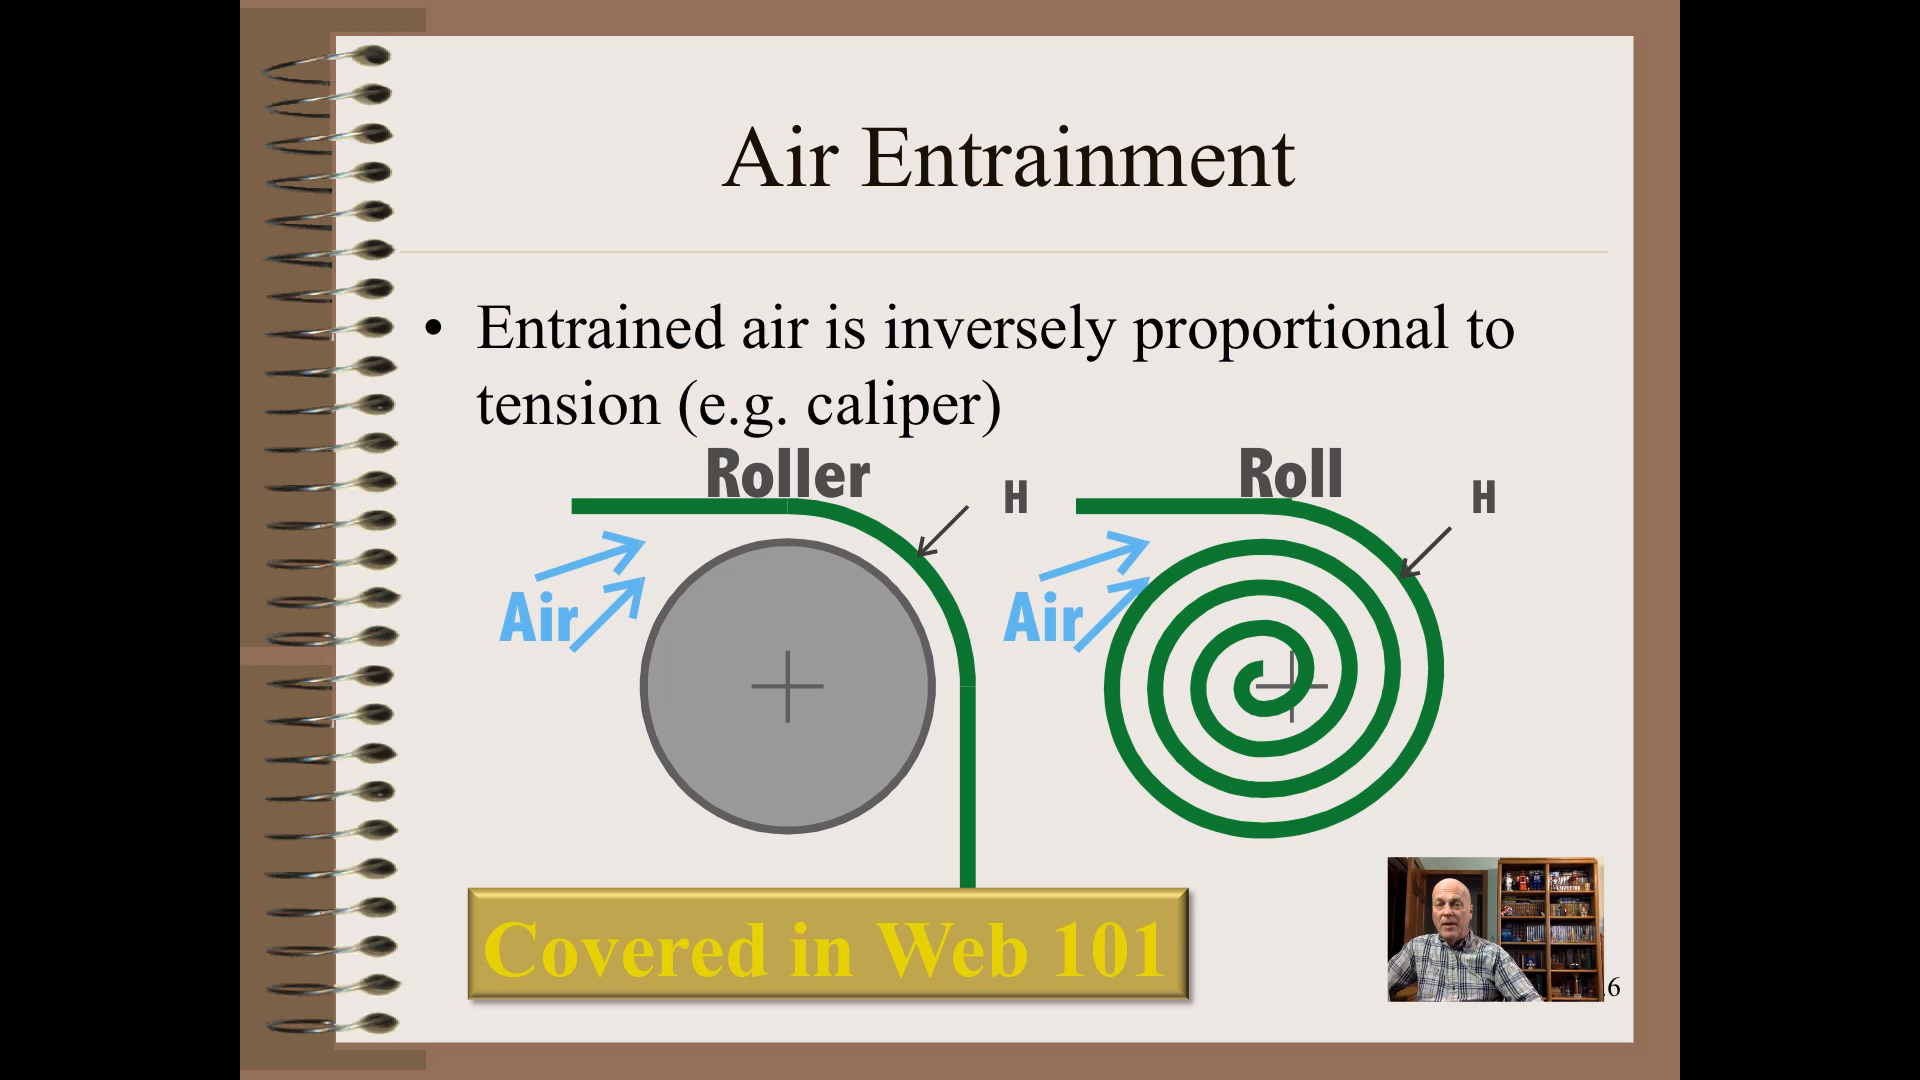 Air Entrainment
• Entrained air is inversely proportional to
tension (e.g. caliper)
Roller
H
Air
Roll
H
Air
Covered in Web 101
.6